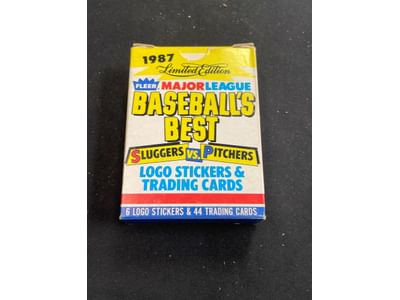 1987
Limited Edition
FLEER MAJOR LEAGUE
BASEBALL'S
BEST
SLUGGERS VS. PITCHERS
LOGO STICKERS &
TRADING CARDS
6 LOGO STICKERS & 44 TRADING CARDS